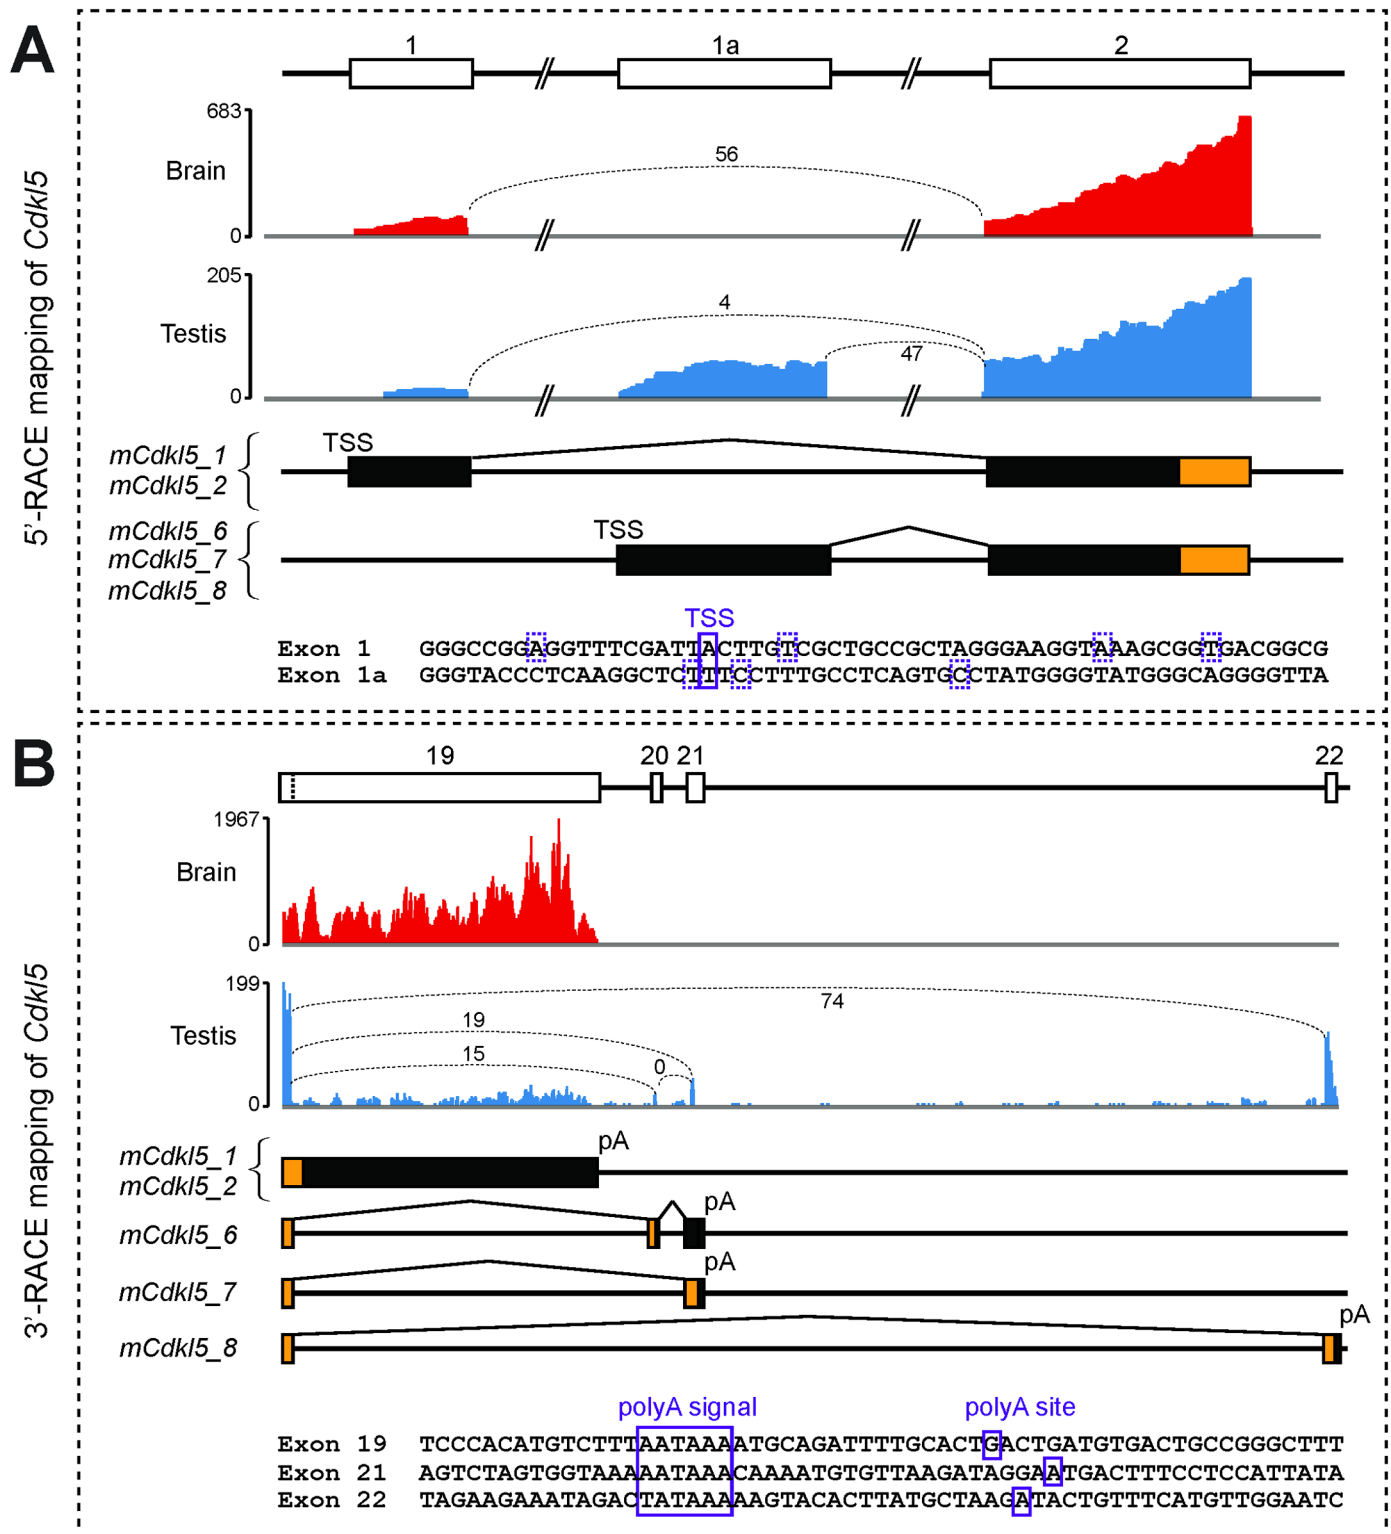 A
5'-RACE mapping of Cdkl5
1 1a 2
683
Brain
56
0
205
Testis
4
47
0
TSS
mCdkl5_1
mCdkl5_2
TSS
mCdkl5_6
mCdkl5_7
mCdkl5_8
TSS
Exon 1 GGGCCGGAGGTTTCGATTACTTGTCGCTGCCGCTAGGGAAGGTAAAGCGGTGACGGCG
Exon 1a GGGTACCCTCAAGGCTCTTTCCTTTGCCTCAGTGCCTATGGGGTATGGGCAGGGGTTA
B
3'-RACE mapping of Cdkl5
19 20 21 22
1967
Brain
0
199
Testis
74
19
15
0
0
pA
mCdkl5_1
mCdkl5_2
pA
mCdkl5_6
pA
mCdkl5_7
pA
mCdkl5_8
polyA signal polyA site
Exon 19 TCCCACATGTCTTTAATAAAATGCAGATTTTGCACTGACTGATGTGACTGCCGGGCTTT
Exon 21 AGTCTAGTGGTAAAAATAAACAAAATGTGTTAAGATAGGAATGACTTTCCTCCATTATA
Exon 22 TAGAAGAAATAGACTATAAAAAGTACACTTATGCTAAGATACTGTTTCATGTTGGAATC